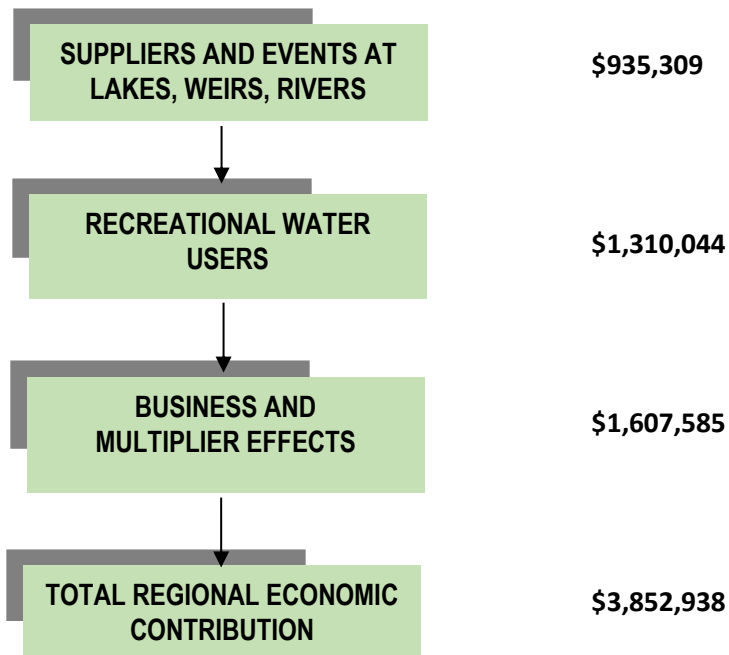 SUPPLIERS AND EVENTS AT
LAKES, WEIRS, RIVERS
$935,309
RECREATIONAL WATER
USERS
$1,310,044
BUSINESS AND
MULTIPLIER EFFECTS
$1,607,585
TOTAL REGIONAL ECONOMIC
CONTRIBUTION
$3,852,938